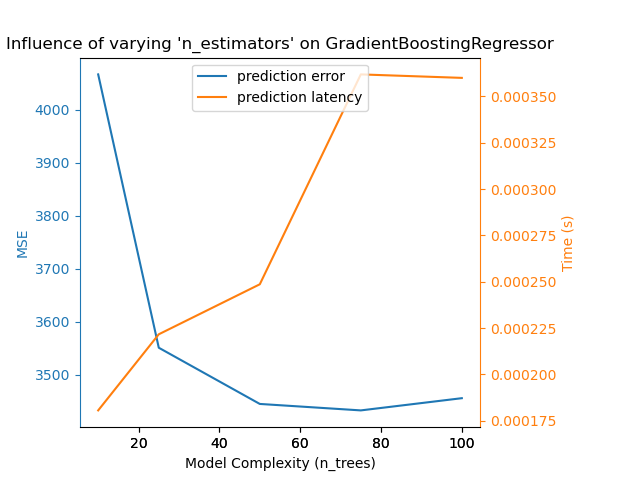 Influence of varying 'n_estimators' on GradientBoostingRegressor
prediction error
prediction latency
4000
3900
3800
3700
3600
3500
MSE
0.000350
0.000325
0.000300
0.000275
0.000250
0.000225
0.000200
0.000175
Time (s)
20 40 60 80 100
Model Complexity (n_trees)